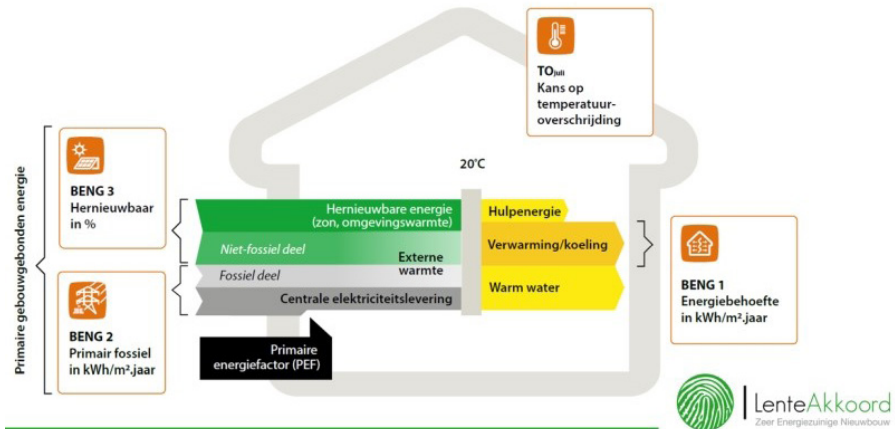 TOjuli
Kans op
temperatuur-
overschrijding
20°C
Primaire gebouwgebonden energie
BENG 3
Hernieuwbaar
in %
BENG 2
Primair fossiel
in kWh/m².jaar
Hernieuwbare energie
(zon, omgevingswarmte)
Niet-fossiel deel
Externe
warmte
Fossiel deel
Centrale elektriciteitslevering
Primaire
energiefactor (PEF)
Hulpenergie
Verwarming/koeling
Warm water
BENG 1
Energiebehoefte
in kWh/m².jaar
LenteAkkoord
Zeer Energiezuinige Nieuwbouw